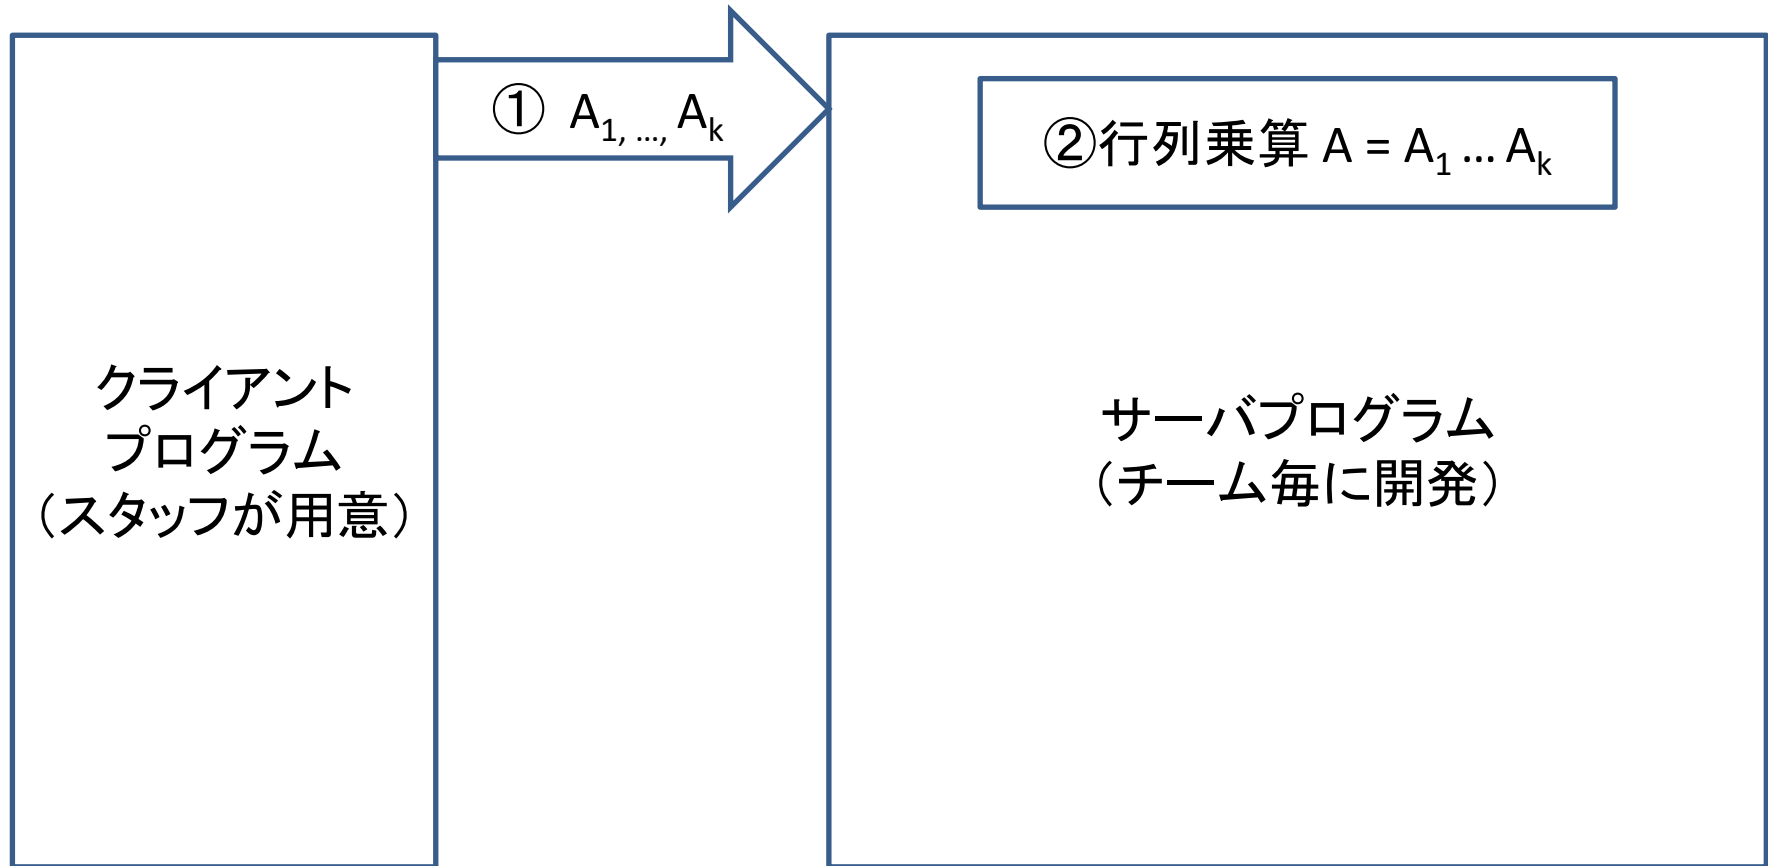 ① A1, …, Ak
②行列乗算 A = A1 … Ak
クライアント
プログラム
(スタッフが用意)
サーバプログラム
(チーム毎に開発)